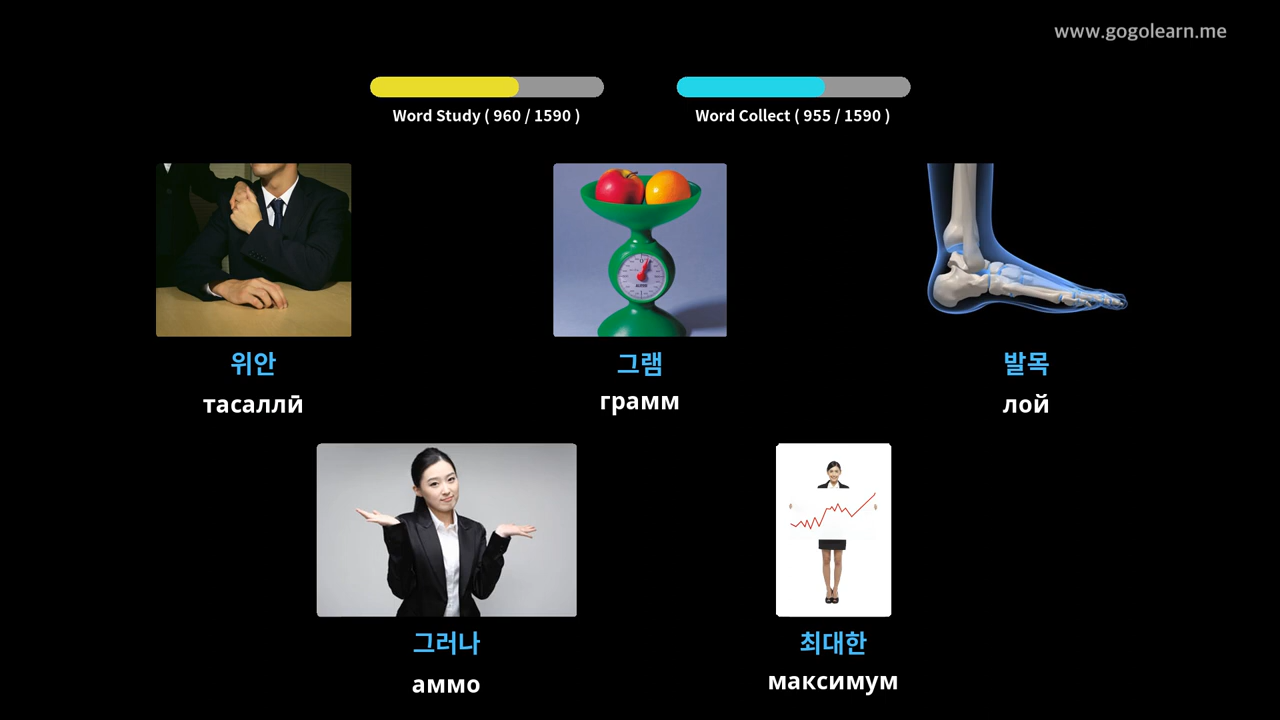 www.gogolearn.me
Word Study ( 960 / 1590 )
Word Collect ( 955 / 1590 )
위안
тасаллӣ
그램
грамм
발목
лой
그러나
аммо
최대한
максимум